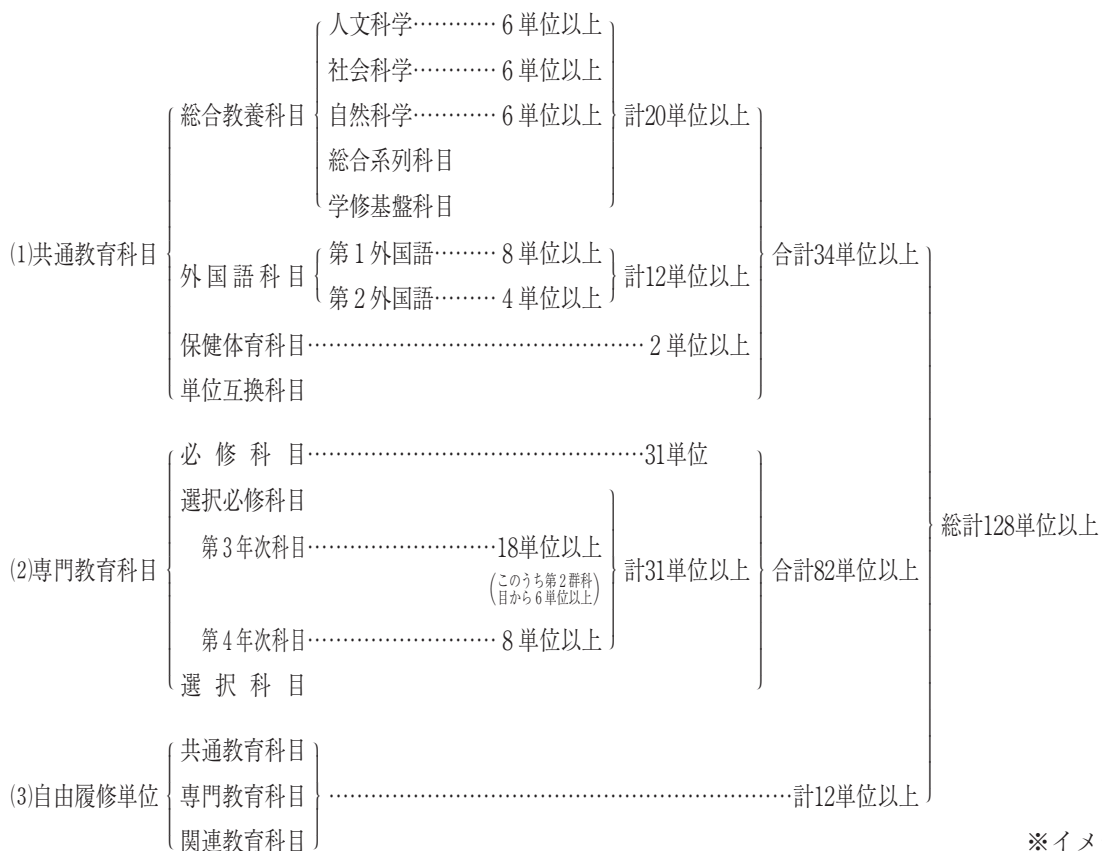 人文科学………… 6 単位以上
社会科学………… 6 単位以上
総合教養科目 自然科学………… 6 単位以上 計20単位以上
総合系列科目
学修基盤科目
(1)共通教育科目 合計34単位以上
第1外国語……… 8 単位以上
外国語科目 計12単位以上
第2外国語……… 4 単位以上
保健体育科目………………………………………… 2 単位以上
単位互換科目
必修科目…………………………………………31単位
選択必修科目
総計128単位以上
第3年次科目………………………18単位以上
(2)専門教育科目 計31単位以上 合計82単位以上
(このうち第2群科
目から6単位以上)
第4年次科目……………………… 8 単位以上
選択科目
共通教育科目
(3)自由履修単位 専門教育科目 …………………………………………………………計12単位以上
関連教育科目
※イメ